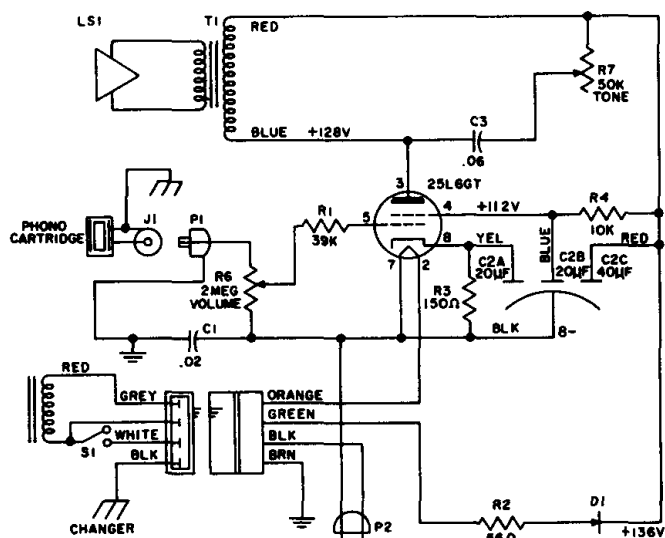 LS1
T1
RED
R7
50K
TONE
BLUE
+128V
C3
.06
3
25L6GT
4
+112V
R4
10K
PHONO
CARTRIDGE
J1
P1
R1
39K
5
8
YEL
BLUE
RED
C2A
20µF
C2B
20µF
C2C
40µF
7
2
R6
2MEG
VOLUME
R3
150Ω
BLK
8-
C1
.02
RED
GREY
ORANGE
GREEN
WHITE
S1
BLK
BLK
BRN
CHANGER
P2
R2
56Ω
D1
+136V